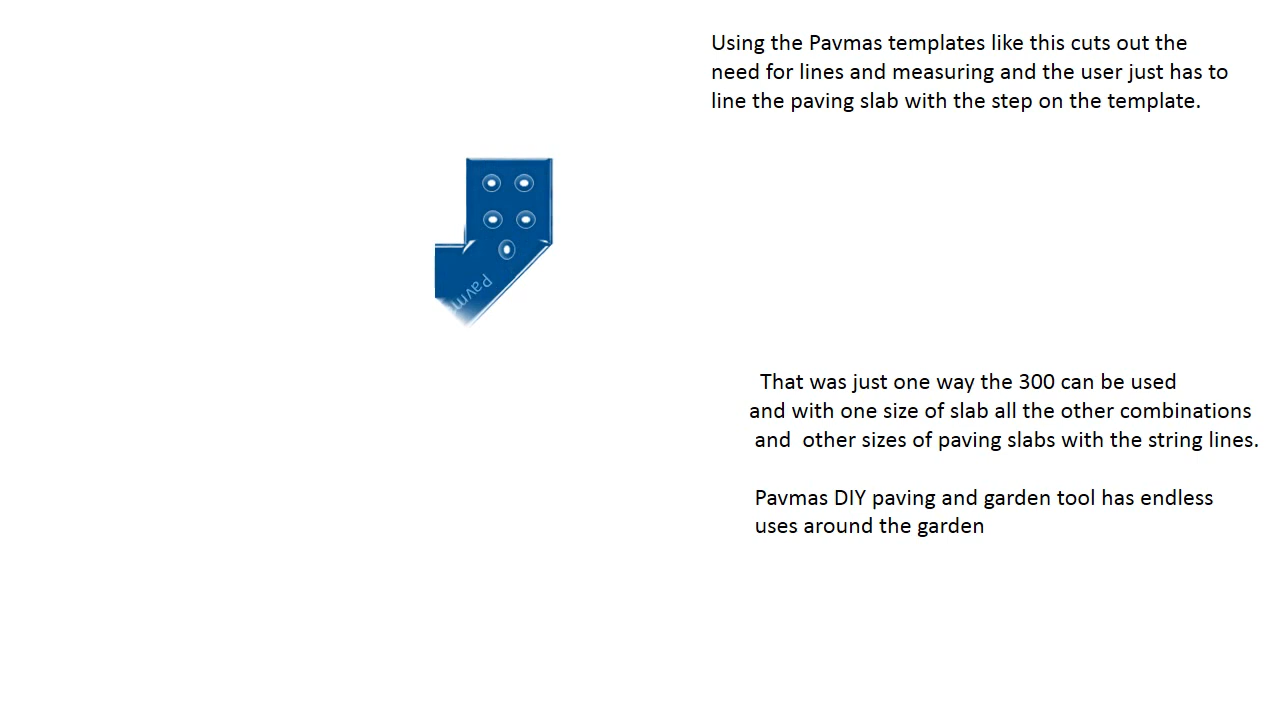 Using the Pavmas templates like this cuts out the
need for lines and measuring and the user just has to
line the paving slab with the step on the template.
Pavm
That was just one way the 300 can be used
and with one size of slab all the other combinations
and other sizes of paving slabs with the string lines.
Pavmas DIY paving and garden tool has endless
uses around the garden